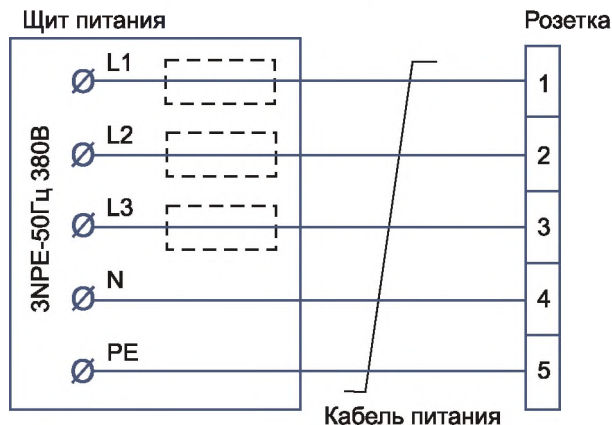 Щит питания
Розетка
3NPE-50Гц 380В
L1
1
L2
2
L3
3
N
4
PE
5
Кабель питания